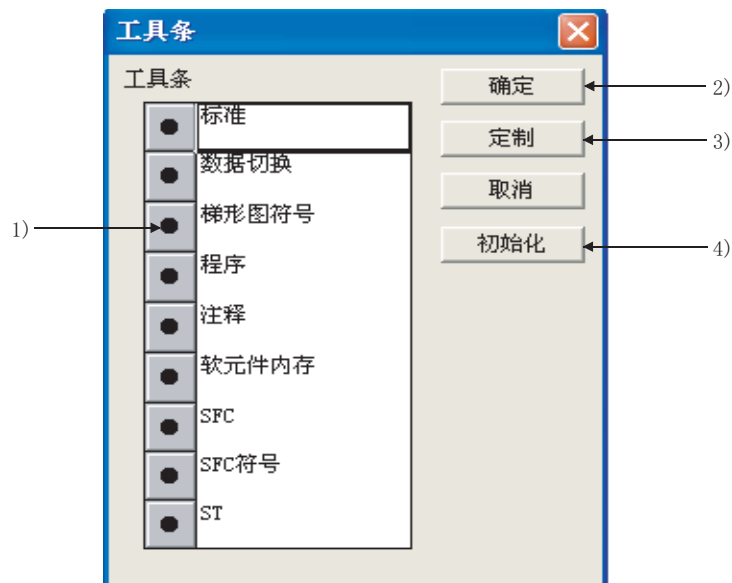 工具条
工具条
标准
数据切换
梯形图符号
程序
注释
软元件内存
SFC
SFC符号
ST
确定
定制
取消
初始化
1)
2)
3)
4)